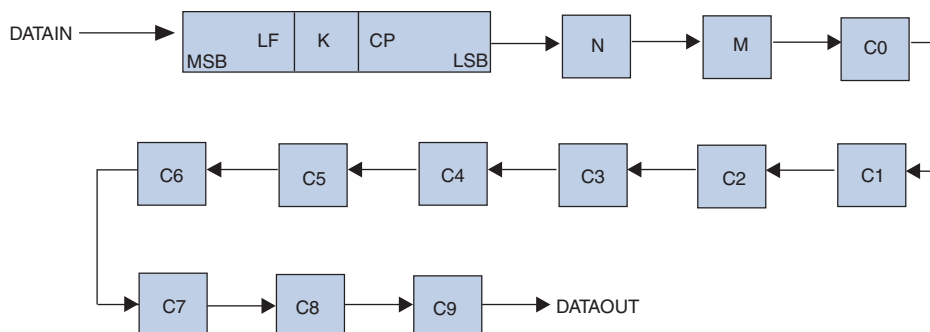 DATAIN
LF K CP
MSB LSB
N M C0
C6 C5 C4 C3 C2 C1
C7 C8 C9 DATAOUT